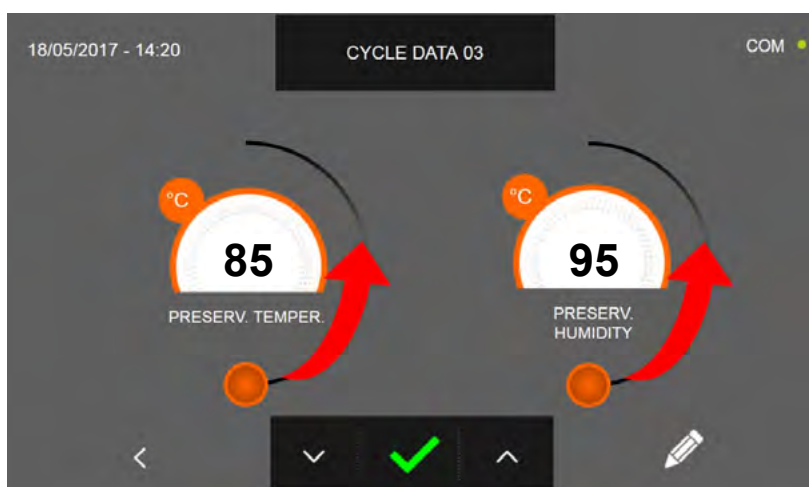 18/05/2017 - 14:20
CYCLE DATA 03
COM
°C
85
PRESERV. TEMPER.
°C
95
PRESERV.
HUMIDITY